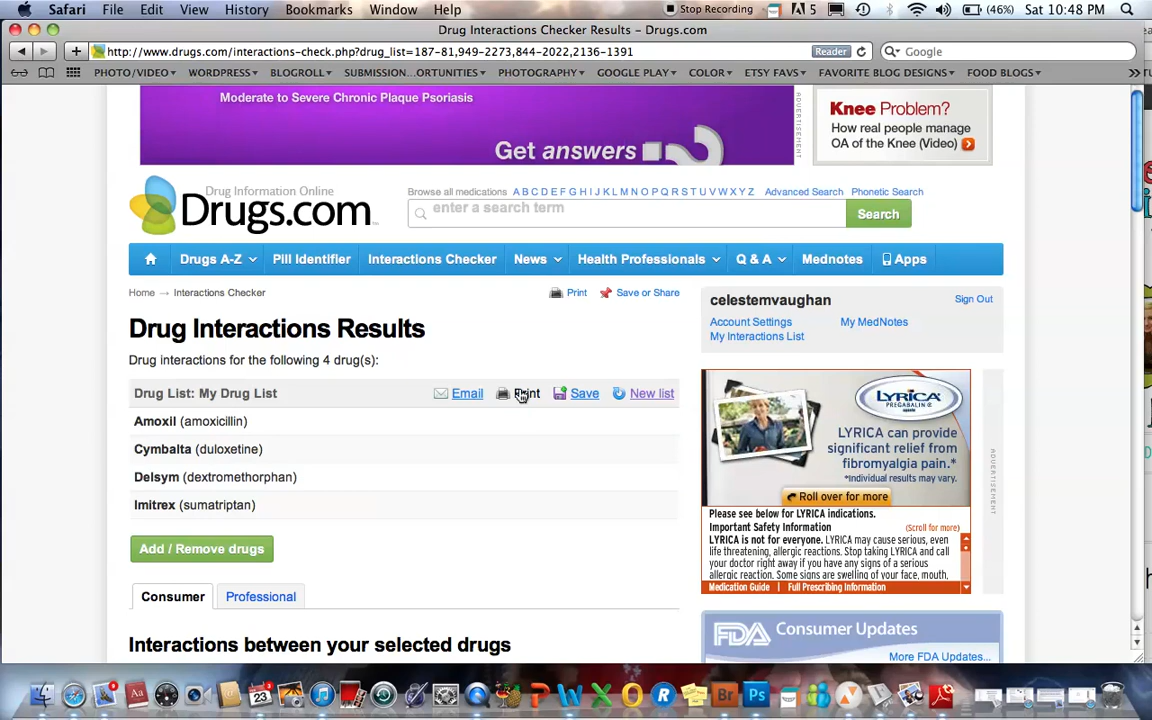 Safari File Edit View History Bookmarks Window Help Stop Recording 5 (46%) Sat 10:48 PM
Drug Interactions Checker Results – Drugs.com
http://www.drugs.com/interactions-check.php?drug_list=187-81,949-2273,844-2022,2136-1391 Reader Google
PHOTO/VIDEO WORDPRESS BLOGROLL SUBMISSION...ORTUNITIES PHOTOGRAPHY GOOGLE PLAY COLOR ETSY FAVS FAVORITE BLOG DESIGNS FOOD BLOGS
Moderate to Severe Chronic Plaque Psoriasis
Get answers
ADVERTISEMENT
Knee Problem?
How real people manage
OA of the Knee (Video)
Drug Information Online
Drugs.com
Browse all medications A B C D E F G H I J K L M N O P Q R S T U V W X Y Z Advanced Search Phonetic Search
enter a search term Search
Drugs A-Z Pill Identifier Interactions Checker News Health Professionals Q & A Mednotes Apps
Home → Interactions Checker Print Save or Share
Drug Interactions Results
Drug interactions for the following 4 drug(s):
Drug List: My Drug List Email Print Save New list
Amoxil (amoxicillin)
Cymbalta (duloxetine)
Delsym (dextromethorphan)
Imitrex (sumatriptan)
Add / Remove drugs
Consumer Professional
Interactions between your selected drugs
celestemvaughan Sign Out
Account Settings My MedNotes
My Interactions List
LYRICA
PREGABALIN
capsules
LYRICA can provide
significant relief from
fibromyalgia pain.*
*Individual results may vary.
Roll over for more
ADVERTISEMENT
Please see below for LYRICA indications.
Important Safety Information (Scroll for more)
LYRICA is not for everyone. LYRICA may cause serious, even
life threatening, allergic reactions. Stop taking LYRICA and call
your doctor right away if you have any signs of a serious
allergic reaction. Some signs are swelling of your face, mouth,
Medication Guide | Full Prescribing Information
FDA Consumer Updates
More FDA Updates...
23 P W X O R Br Ps